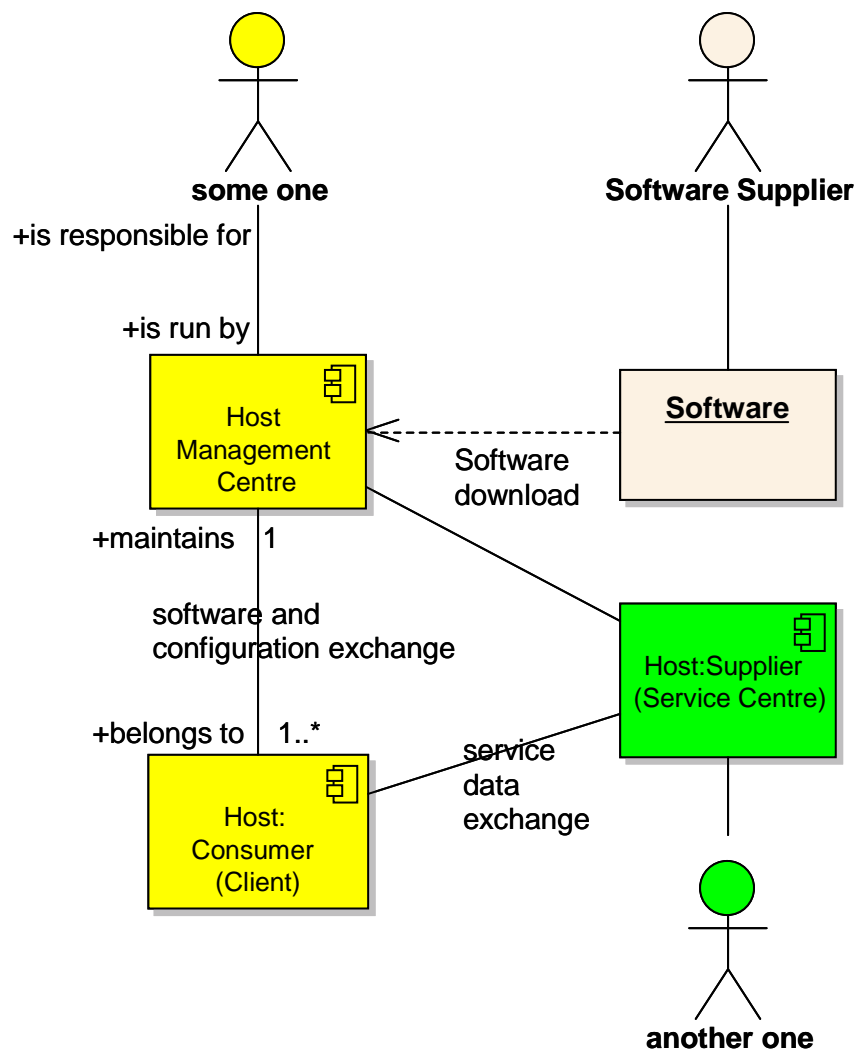 some one
Software Supplier
+is responsible for
+is run by
Host
Management
Centre
Software
Software
download
+maintains 1
software and
configuration exchange
Host:Supplier
(Service Centre)
+belongs to 1..*
service
data
exchange
Host:
Consumer
(Client)
another one